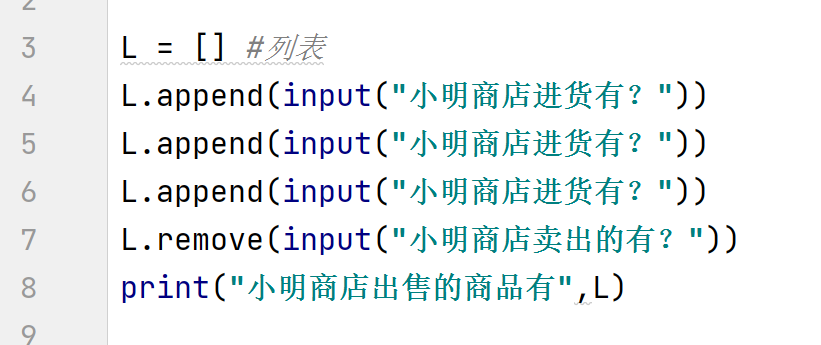 2
3 L = [] #列表
4 L.append(input("小明商店进货有？"))
5 L.append(input("小明商店进货有？"))
6 L.append(input("小明商店进货有？"))
7 L.remove(input("小明商店卖出的有？"))
8 print("小明商店出售的商品有",L)
9